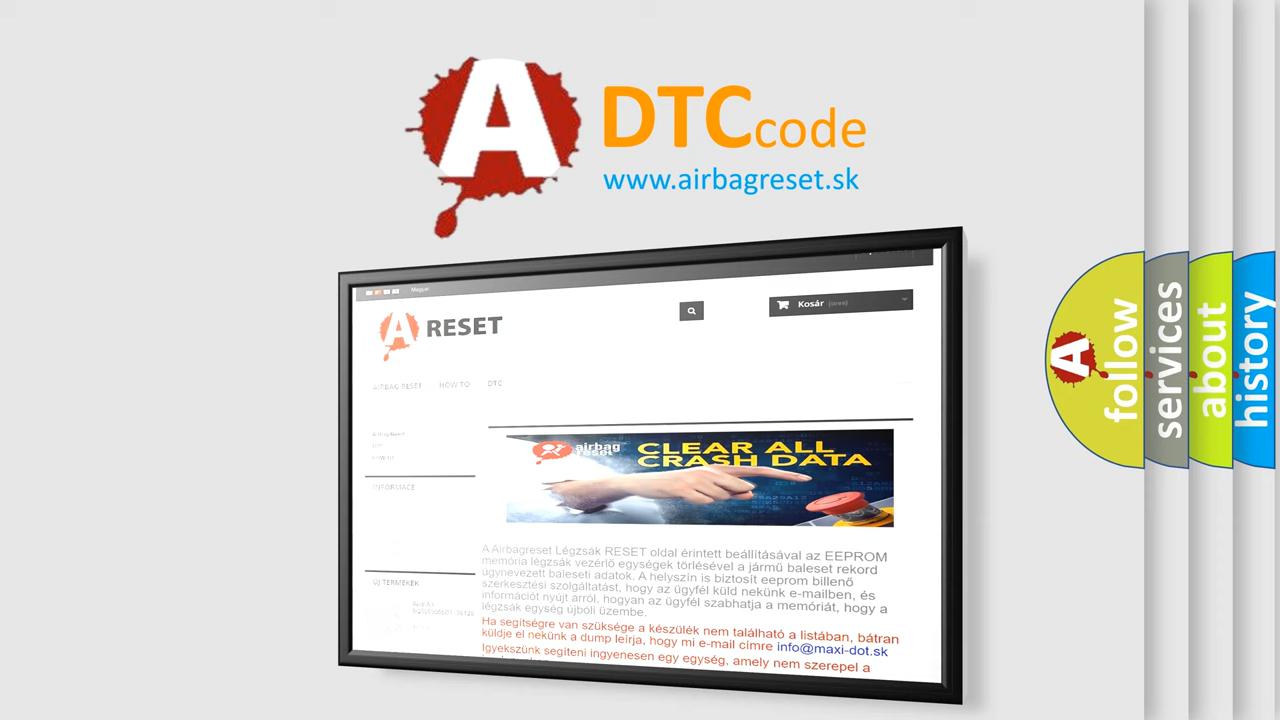 A
DTC code
www.airbagreset.sk
Magyar
Kosár (üres)
A RESET
AIRBAG RESET HOW TO DTC
INFORMACE
airbag
reset
CLEAR ALL
CRASH DATA
A Airbagreset Légzsák RESET oldal érintett beállításával az EEPROM
memória légzsák vezérlő egységek törlésével a jármű baleset rekord
úgynevezett baleseti adatok. A helyszín is biztosít eeprom billenő
szerkesztési szolgáltatást, hogy az ügyfél küld nekünk e-mailben, és
információt nyújt arról, hogyan az ügyfél szabhatja a memóriát, hogy a
légzsák egység újbóli üzembe.
Ha segítségre van szüksége a készülék nem található a listában, bátran
küldje el nekünk a dump leírja, hogy mi e-mail címre info@maxi-dot.sk
Igyekszünk segíteni ingyenesen egy egység, amely nem szerepel a
ÚJ TERMÉKEK
A
follow
services
about
history